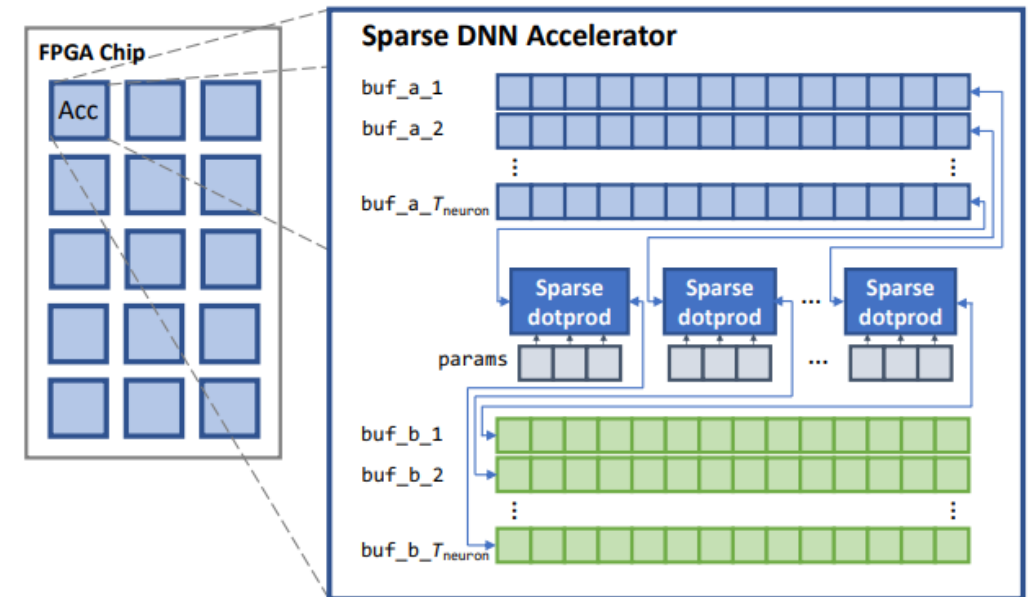 FPGA Chip
Acc
Sparse DNN Accelerator
buf_a_1
buf_a_2
⋮ ⋮
buf_a_Tneuron
Sparse dotprod
Sparse dotprod
...
Sparse dotprod
params
...
buf_b_1
buf_b_2
⋮ ⋮
buf_b_Tneuron